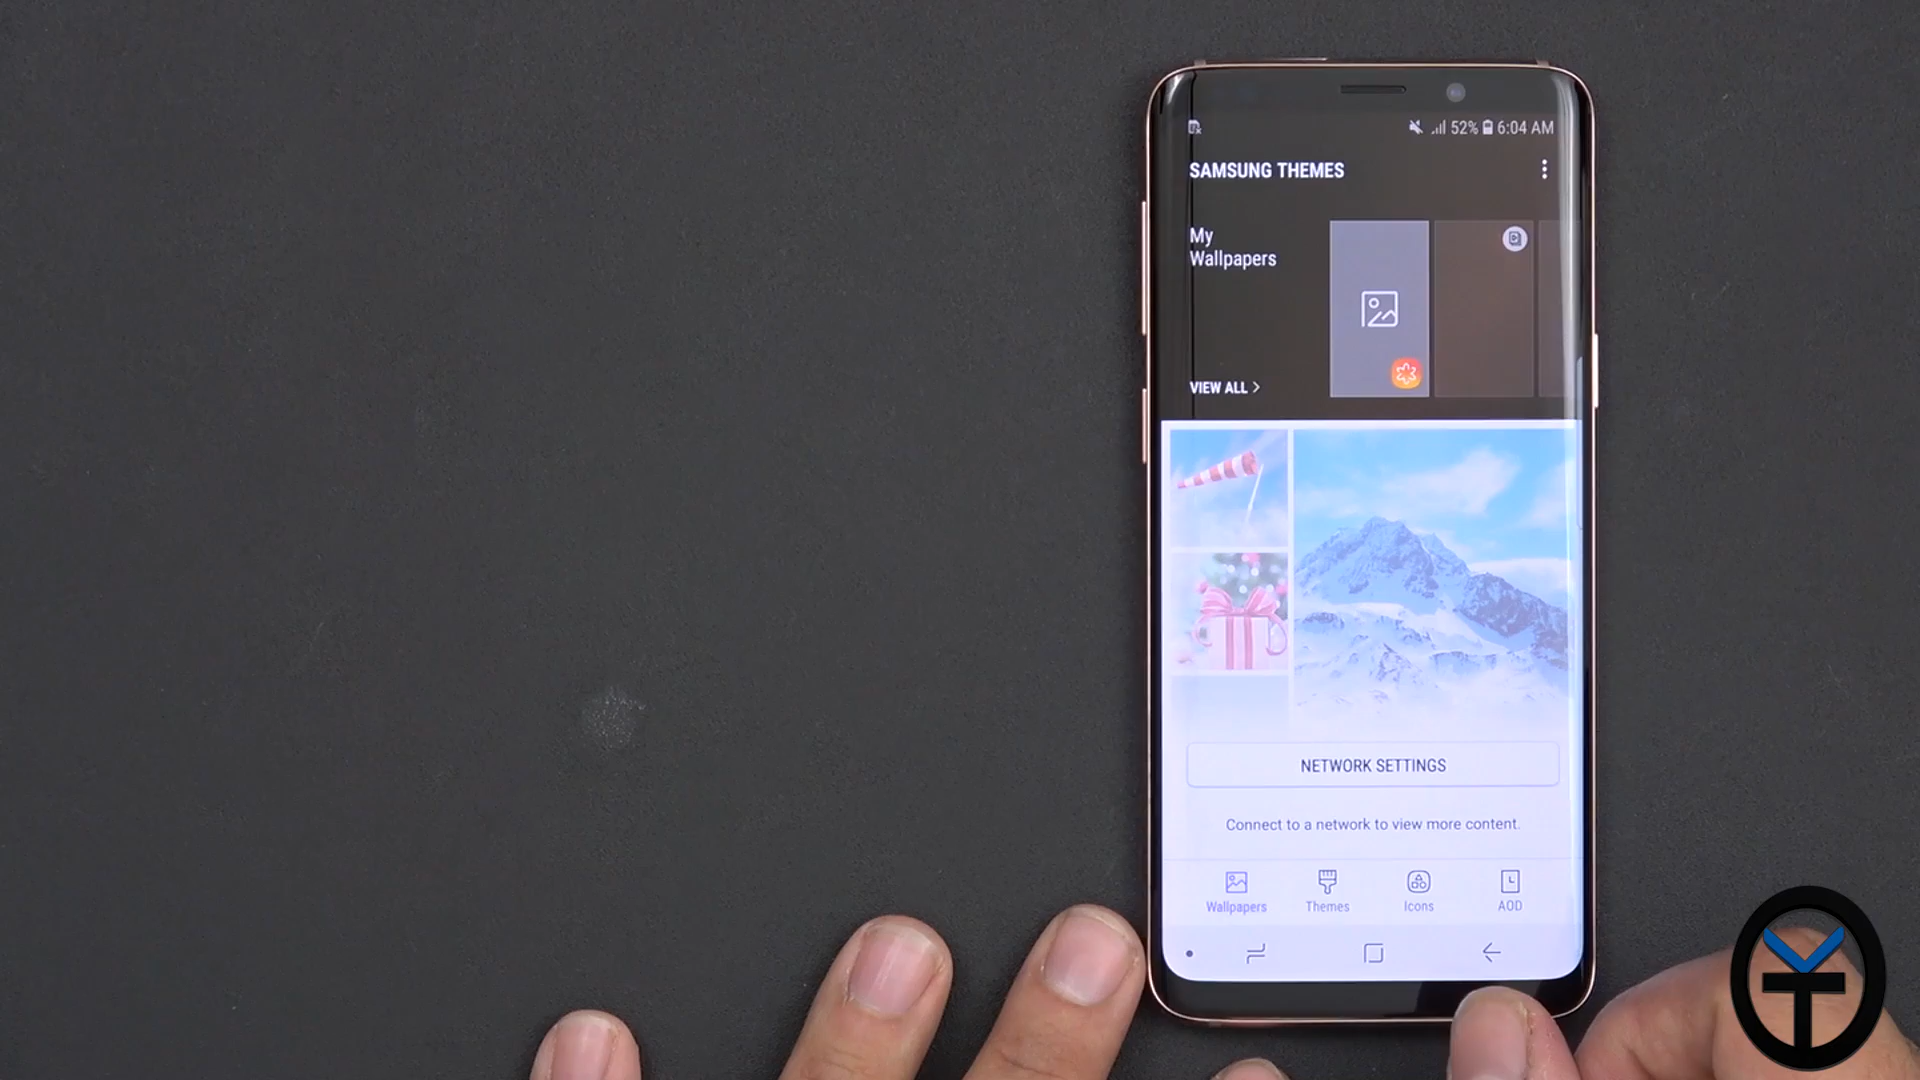 52% 6:04 AM
SAMSUNG THEMES
My
Wallpapers
VIEW ALL >
NETWORK SETTINGS
Connect to a network to view more content.
Wallpapers Themes Icons AOD